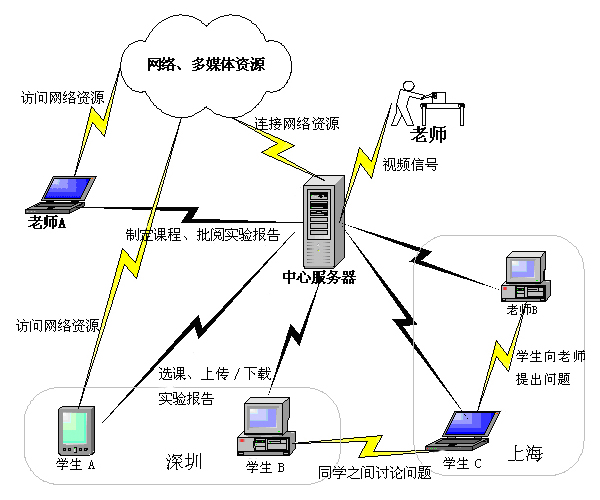 网络、多媒体资源
访问网络资源
连接网络资源
老师
视频信号
老师A
制定课程、批阅实验报告
中心服务器
老师B
访问网络资源
学生向老师
提出问题
选课、上传/下载
实验报告
学生 A
深圳
学生 B
同学之间讨论问题
学生 C
上海